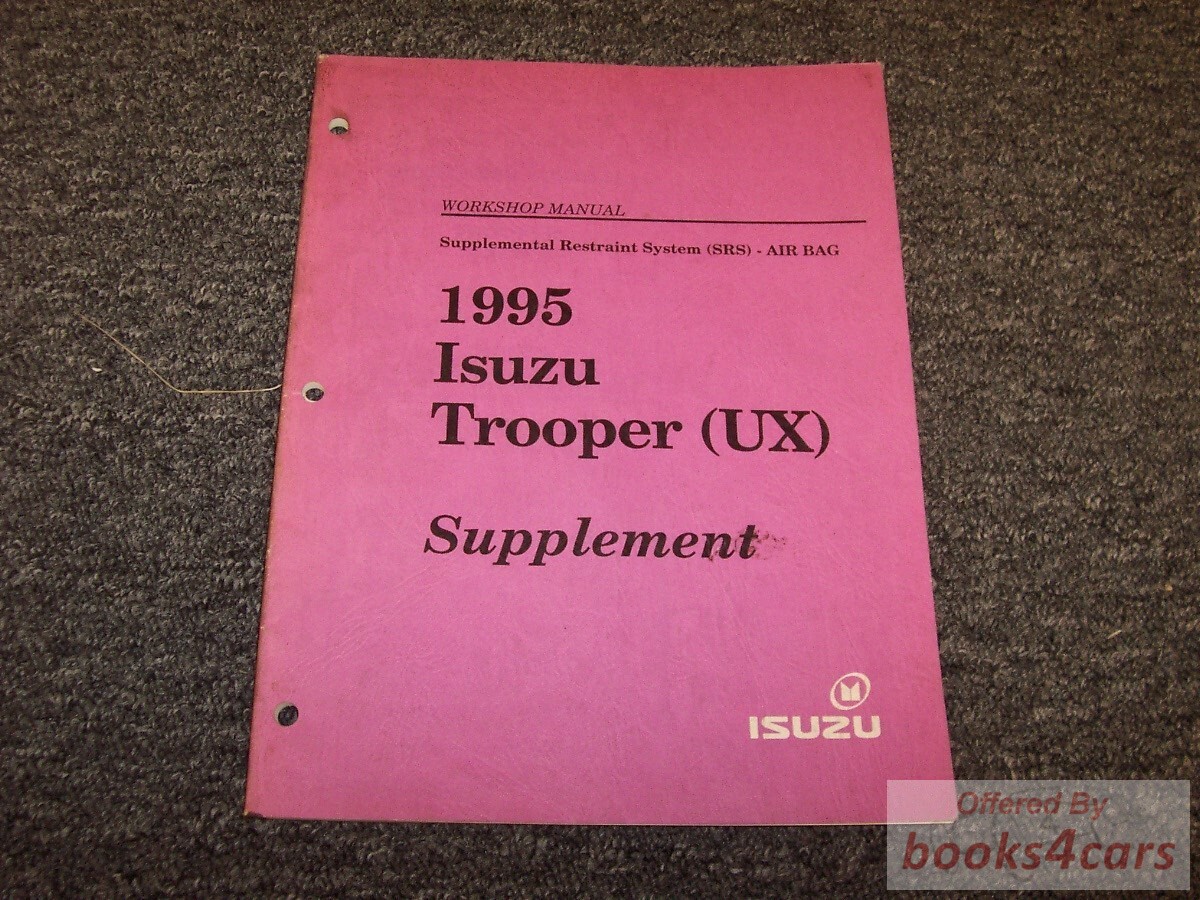 WORKSHOP MANUAL
Supplemental Restraint System (SRS) - AIR BAG
1995
Isuzu
Trooper (UX)
Supplement
ISUZU
Offered By
books4cars